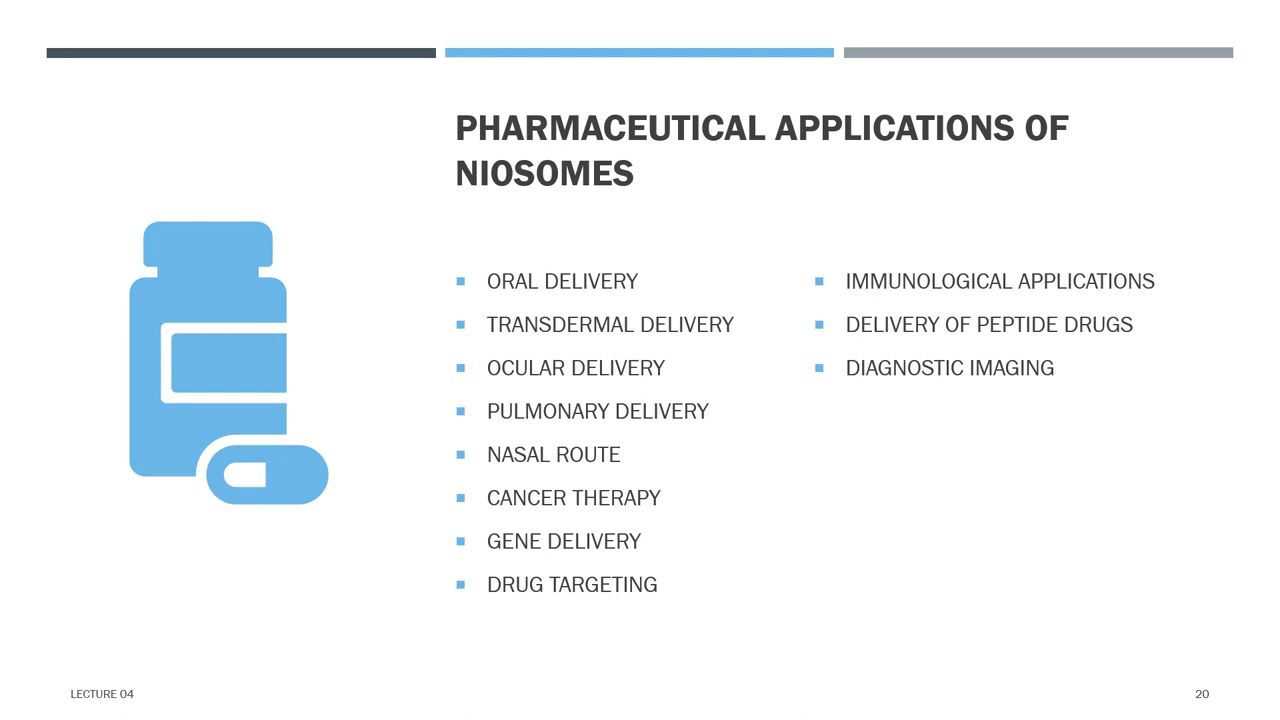 PHARMACEUTICAL APPLICATIONS OF
NIOSOMES
ORAL DELIVERY
TRANSDERMAL DELIVERY
OCULAR DELIVERY
PULMONARY DELIVERY
NASAL ROUTE
CANCER THERAPY
GENE DELIVERY
DRUG TARGETING
IMMUNOLOGICAL APPLICATIONS
DELIVERY OF PEPTIDE DRUGS
DIAGNOSTIC IMAGING
LECTURE 04
20